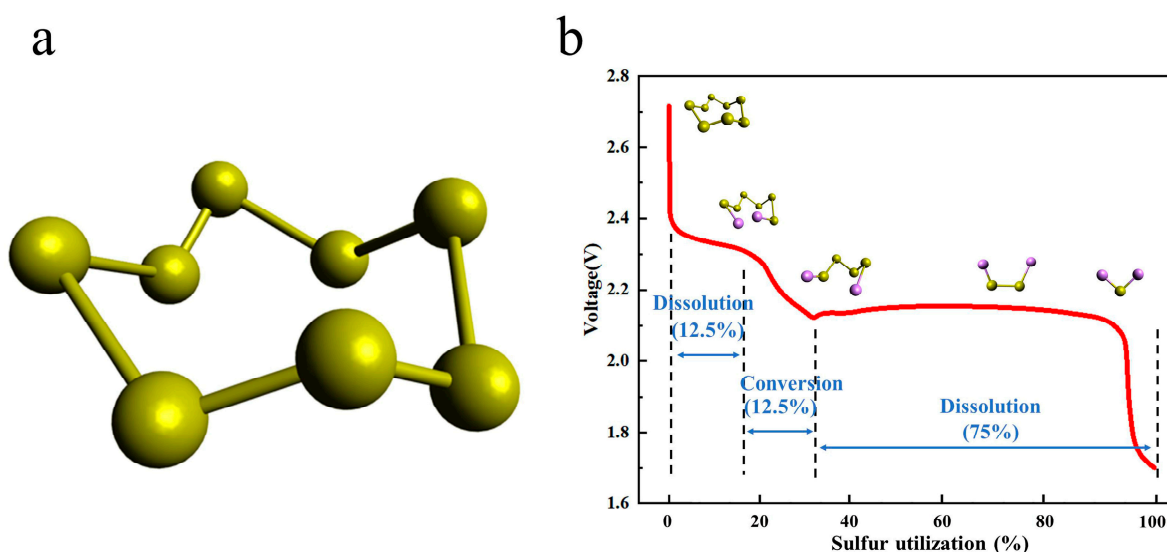 a
b
2.8
2.6
2.4
2.2
2.0
1.8
1.6
Voltage(V)
Dissolution
(12.5%)
Conversion
(12.5%)
Dissolution
(75%)
0
20
40
60
80
100
Sulfur utilization (%)